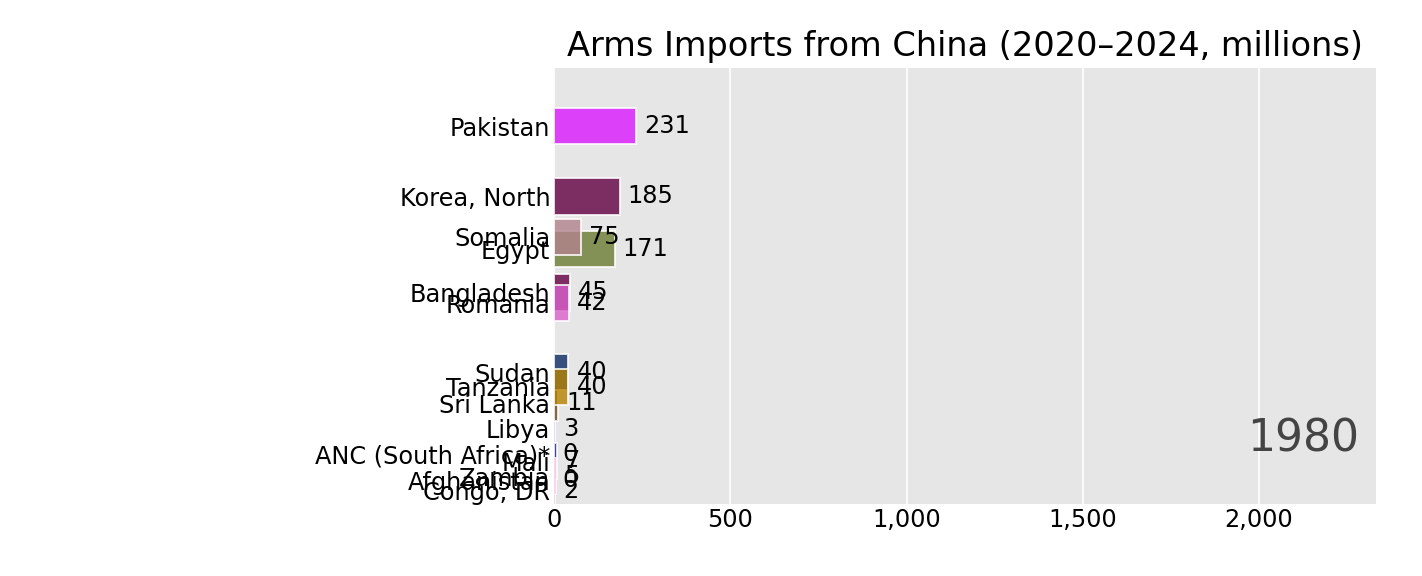 Arms Imports from China (2020–2024, millions)
Pakistan 231
Korea, North 185
Somalia 75
Egypt 171
Bangladesh 45
Romania 42
Sudan 40
Tanzania 40
Sri Lanka 11
Libya 3
1980
ANC (South Africa)* 0
Mali 7
Zambia
Afghanistan
Congo, DR 2
0 500 1,000 1,500 2,000